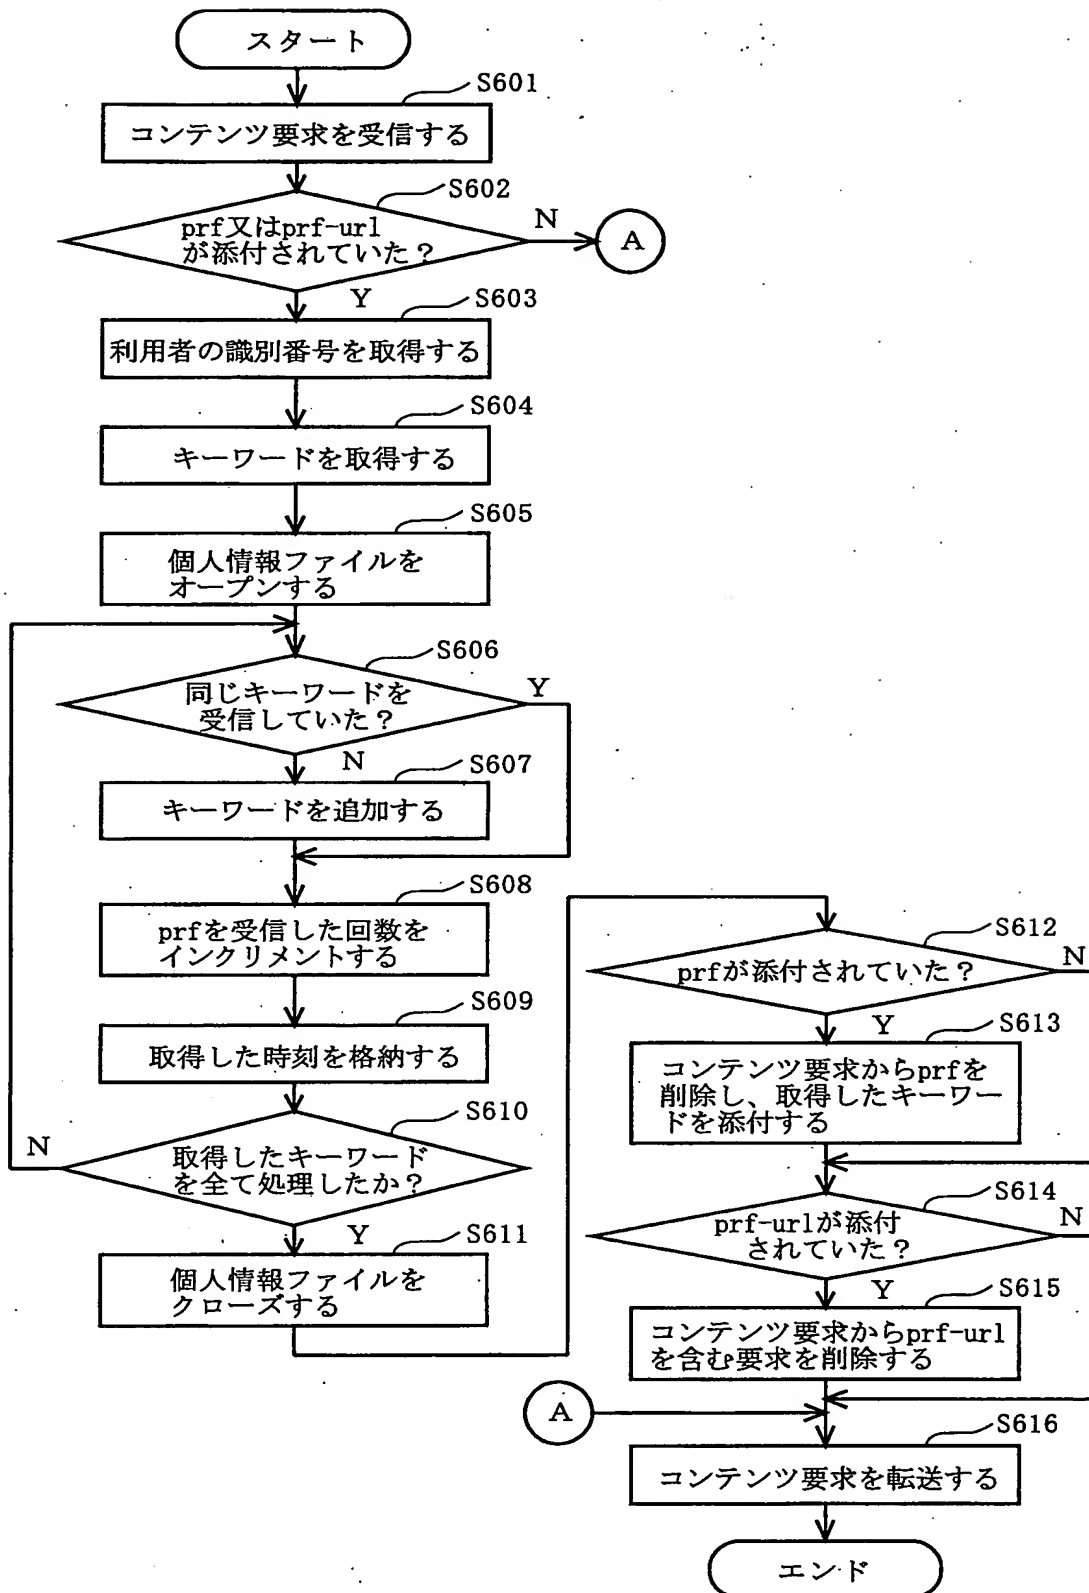 スタート
S601
コンテンツ要求を受信する
S602
prf又はprf-url
が添付されていた?
N
A
Y
S603
利用者の識別番号を取得する
S604
キーワードを取得する
S605
個人情報ファイルを
オープンする
S606
同じキーワードを
受信していた?
Y
N
S607
キーワードを追加する
S608
prfを受信した回数を
インクリメントする
S609
取得した時刻を格納する
S610
取得したキーワード
を全て処理したか?
N
Y
S611
個人情報ファイルを
クローズする
S612
prfが添付されていた?
N
Y
S613
コンテンツ要求からprfを
削除し、取得したキーワー
ドを添付する
S614
prf-urlが添付
されていた?
N
Y
S615
コンテンツ要求からprf-url
を含む要求を削除する
A
S616
コンテンツ要求を転送する
エンド